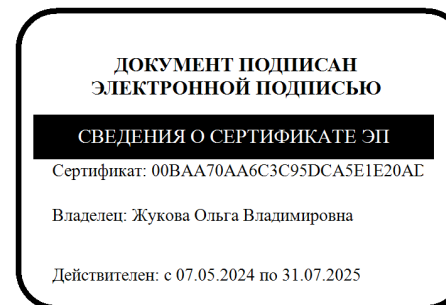 ДОКУМЕНТ ПОДПИСАН
ЭЛЕКТРОННОЙ ПОДПИСЬЮ
СВЕДЕНИЯ О СЕРТИФИКАТЕ ЭП
Сертификат: 00BAA70AA6C3C95DCA5E1E20AD
Владелец: Жукова Ольга Владимировна
Действителен: с 07.05.2024 по 31.07.2025